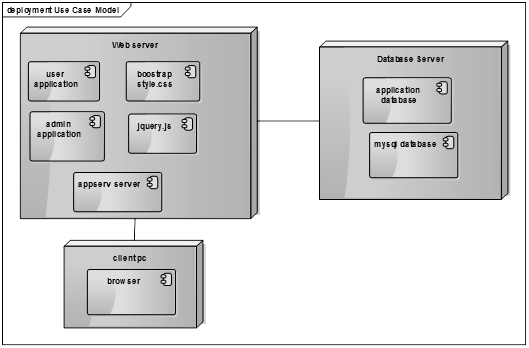 deployment Use Case Model
Web server
user
application
boostrap
style.css
admin
application
jquery.js
appserv server
Database Server
application
database
mysql database
client pc
browser